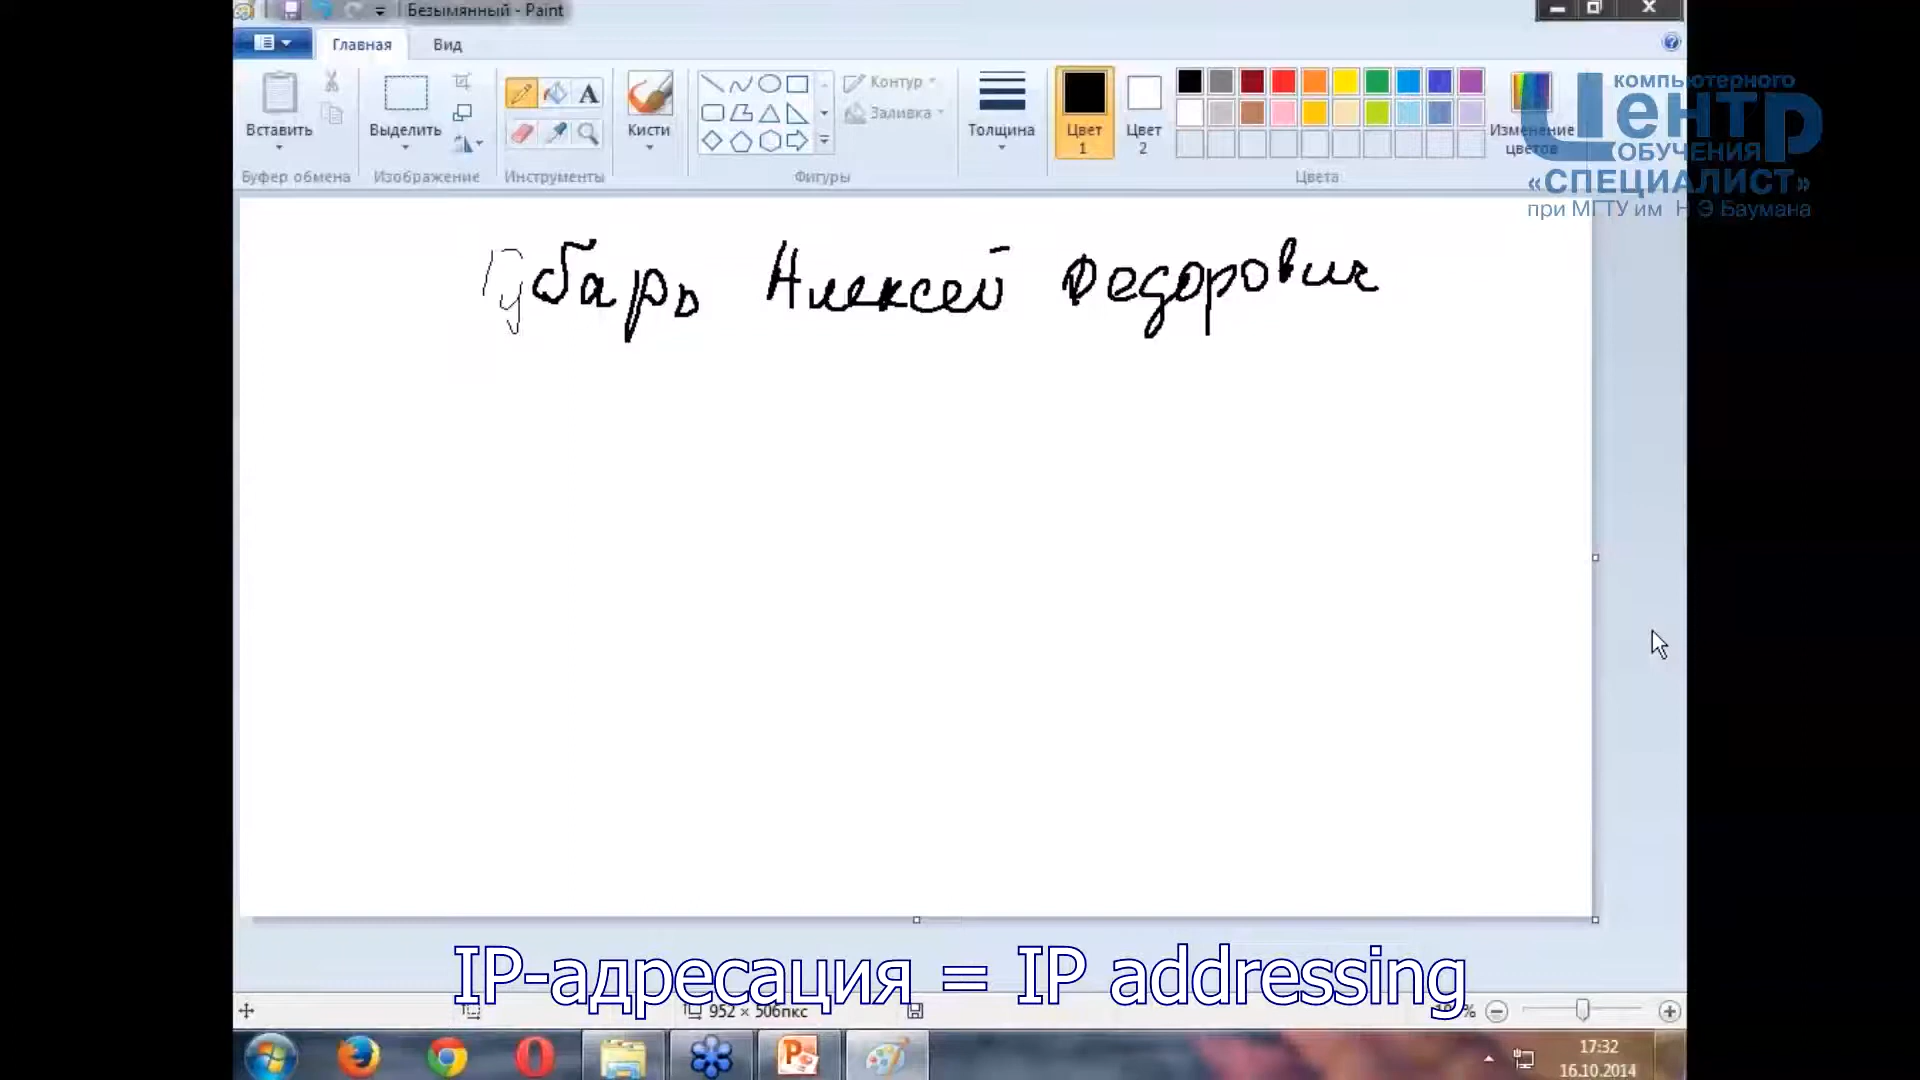 Безымянный - Paint
Главная
Вид
Вставить
Выделить
Кисти
Контур
Заливка
Толщина
Цвет 1
Цвет 2
Изменение цветов
Буфер обмена
Изображение
Инструменты
Фигуры
Цвета
компьютерного
Центр
ОБУЧЕНИЯ
«СПЕЦИАЛИСТ»
при МГТУ им Н Э Баумана
Губарь Алексей Федорович
IP-адресация = IP addressing
952 × 506пкс
17:32
16.10.2014